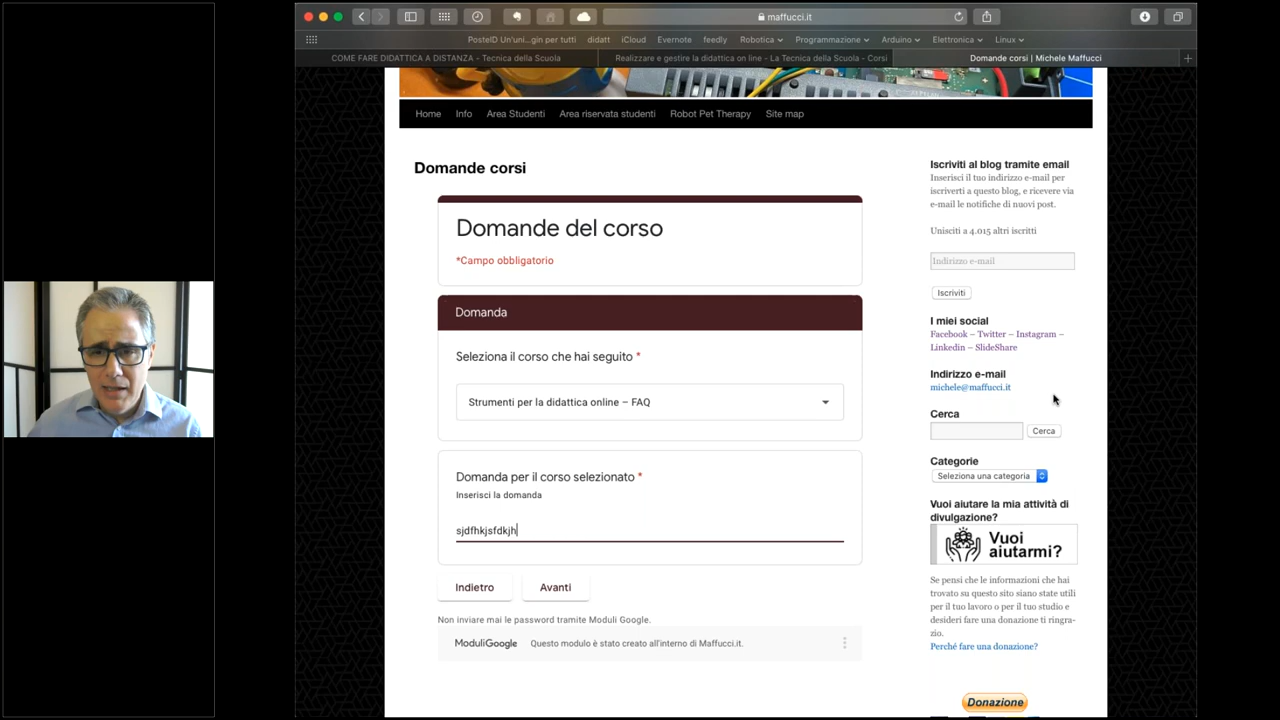 maffucci.it
PosteID Un'uni...gin per tutti didatt iCloud Evernote feedly Robotica Programmazione Arduino Elettronica Linux
COME FARE DIDATTICA A DISTANZA - Tecnica della Scuola
Realizzare e gestire la didattica on line - La Tecnica della Scuola - Corsi
Domande corsi | Michele Maffucci
Home Info Area Studenti Area riservata studenti Robot Pet Therapy Site map
Domande corsi
Domande del corso
*Campo obbligatorio
Domanda
Seleziona il corso che hai seguito *
Strumenti per la didattica online – FAQ
Domanda per il corso selezionato *
Inserisci la domanda
sjdfhkjsfdkjh
Indietro Avanti
Non inviare mai le password tramite Moduli Google.
ModuliGoogle Questo modulo è stato creato all'interno di Maffucci.it.
Iscriviti al blog tramite email
Inserisci il tuo indirizzo e-mail per
iscriverti a questo blog, e ricevere via
e-mail le notifiche di nuovi post.
Unisciti a 4.015 altri iscritti
Indirizzo e-mail
Iscriviti
I miei social
Facebook – Twitter – Instagram –
Linkedin – SlideShare
Indirizzo e-mail
michele@maffucci.it
Cerca
Cerca
Categorie
Seleziona una categoria
Vuoi aiutare la mia attività di
divulgazione?
Vuoi
aiutarmi?
Se pensi che le informazioni che hai
trovato su questo sito siano state utili
per il tuo lavoro o per il tuo studio e
desideri fare una donazione ti ringra-
zio.
Perché fare una donazione?
Donazione